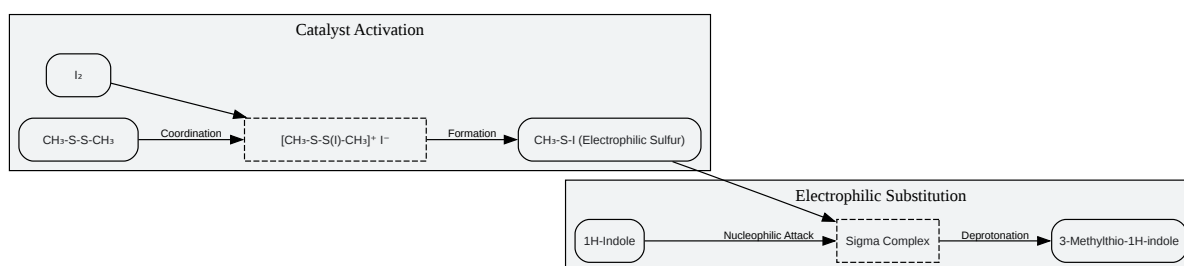 Catalyst Activation
I₂
CH₃-S-S-CH₃
Coordination
[CH₃-S-S(I)-CH₃]⁺ I⁻
Formation
CH₃-S-I (Electrophilic Sulfur)
Electrophilic Substitution
1H-Indole
Nucleophilic Attack
Sigma Complex
Deprotonation
3-Methylthio-1H-indole